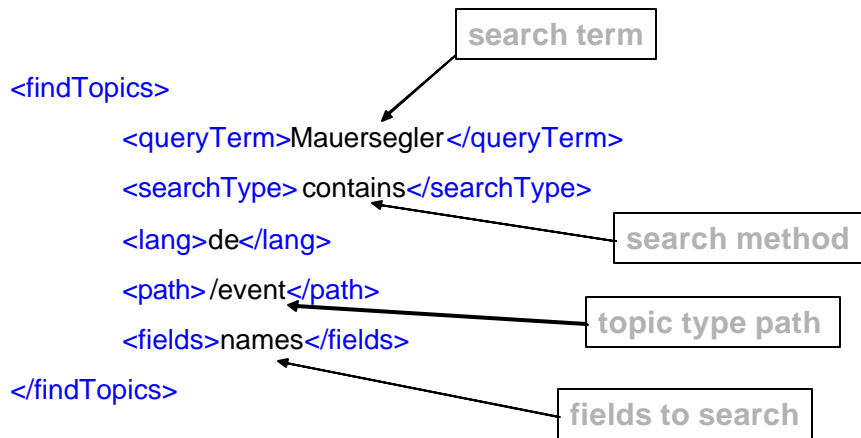 search term
<findTopics>
<queryTerm>Mauersegler</queryTerm>
<searchType>contains</searchType>
search method
<lang>de</lang>
<path>/event</path>
topic type path
<fields>names</fields>
</findTopics>
fields to search